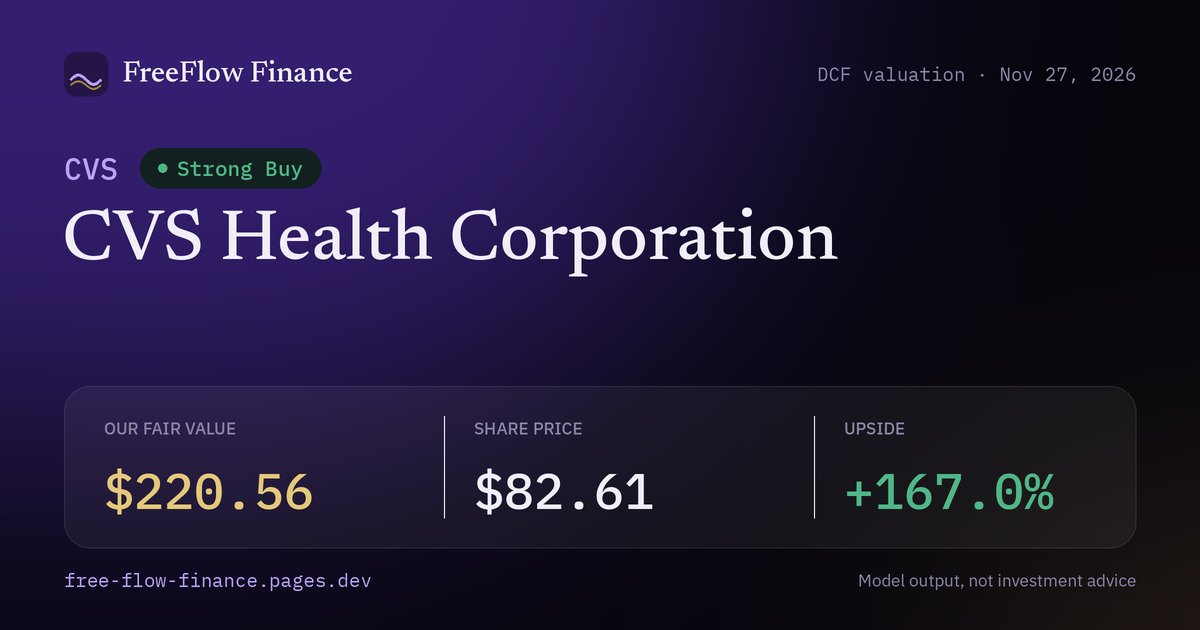 FreeFlow Finance
DCF valuation · Nov 27, 2026
CVS
Strong Buy
CVS Health Corporation
OUR FAIR VALUE
$220.56
SHARE PRICE
$82.61
UPSIDE
+167.0%
free-flow-finance.pages.dev
Model output, not investment advice